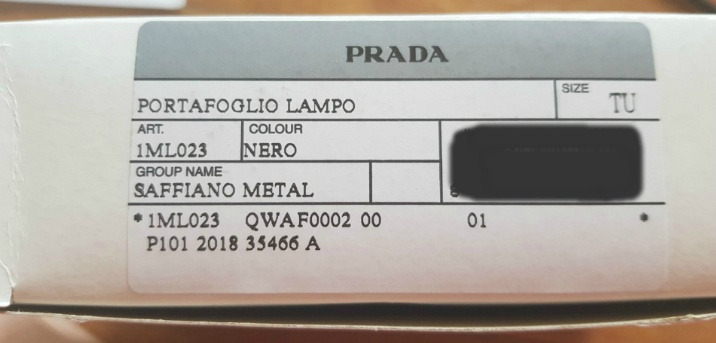 PRADA
PORTAFOGLIO LAMPO
SIZE
TU
ART.
COLOUR
1ML023
NERO
GROUP NAME
SAFFIANO METAL
*1ML023 QWAF0002 00 01 *
P101 2018 35466 A